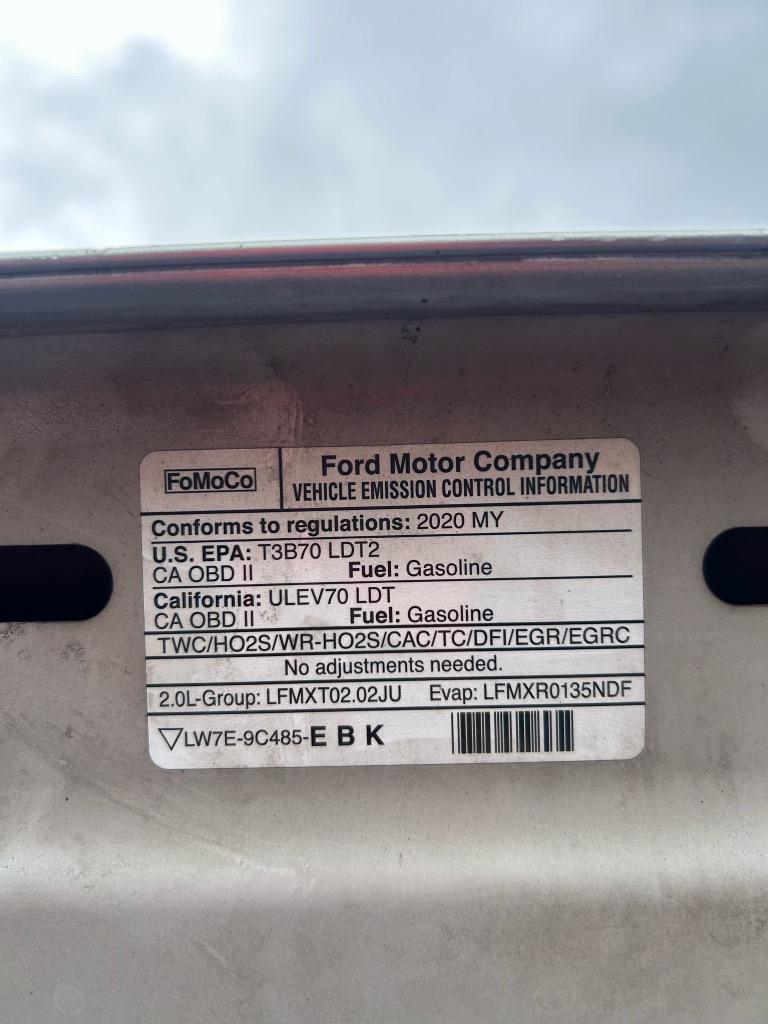 FoMoCo
Ford Motor Company
VEHICLE EMISSION CONTROL INFORMATION
Conforms to regulations: 2020 MY
U.S. EPA: T3B70 LDT2
CA OBD II Fuel: Gasoline
California: ULEV70 LDT
CA OBD II Fuel: Gasoline
TWC/HO2S/WR-HO2S/CAC/TC/DFI/EGR/EGRC
No adjustments needed.
2.0L-Group: LFMXT02.02JU Evap: LFMXR0135NDF
▽LW7E-9C485-E B K